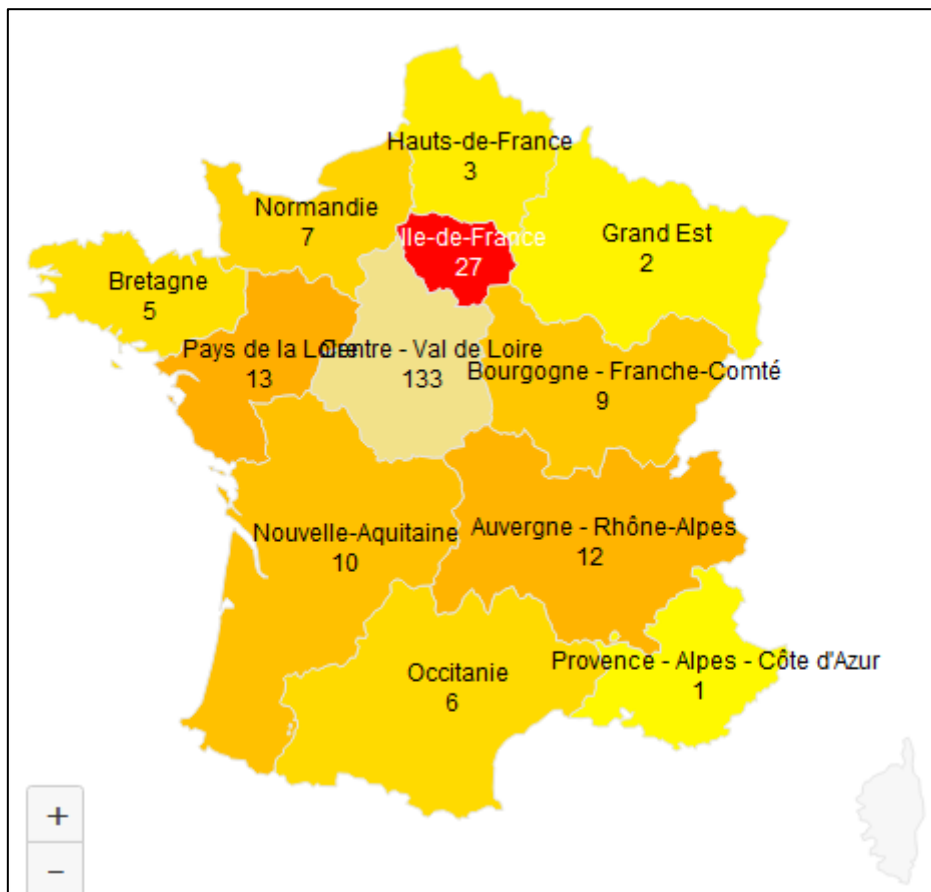 Hauts-de-France
3
Normandie
7
Ile-de-France
27
Grand Est
2
Bretagne
5
Pays de la Loire
13
Centre - Val de Loire
133
Bourgogne - Franche-Comté
9
Nouvelle-Aquitaine
10
Auvergne - Rhône-Alpes
12
Occitanie
6
Provence - Alpes - Côte d'Azur
1
+
−